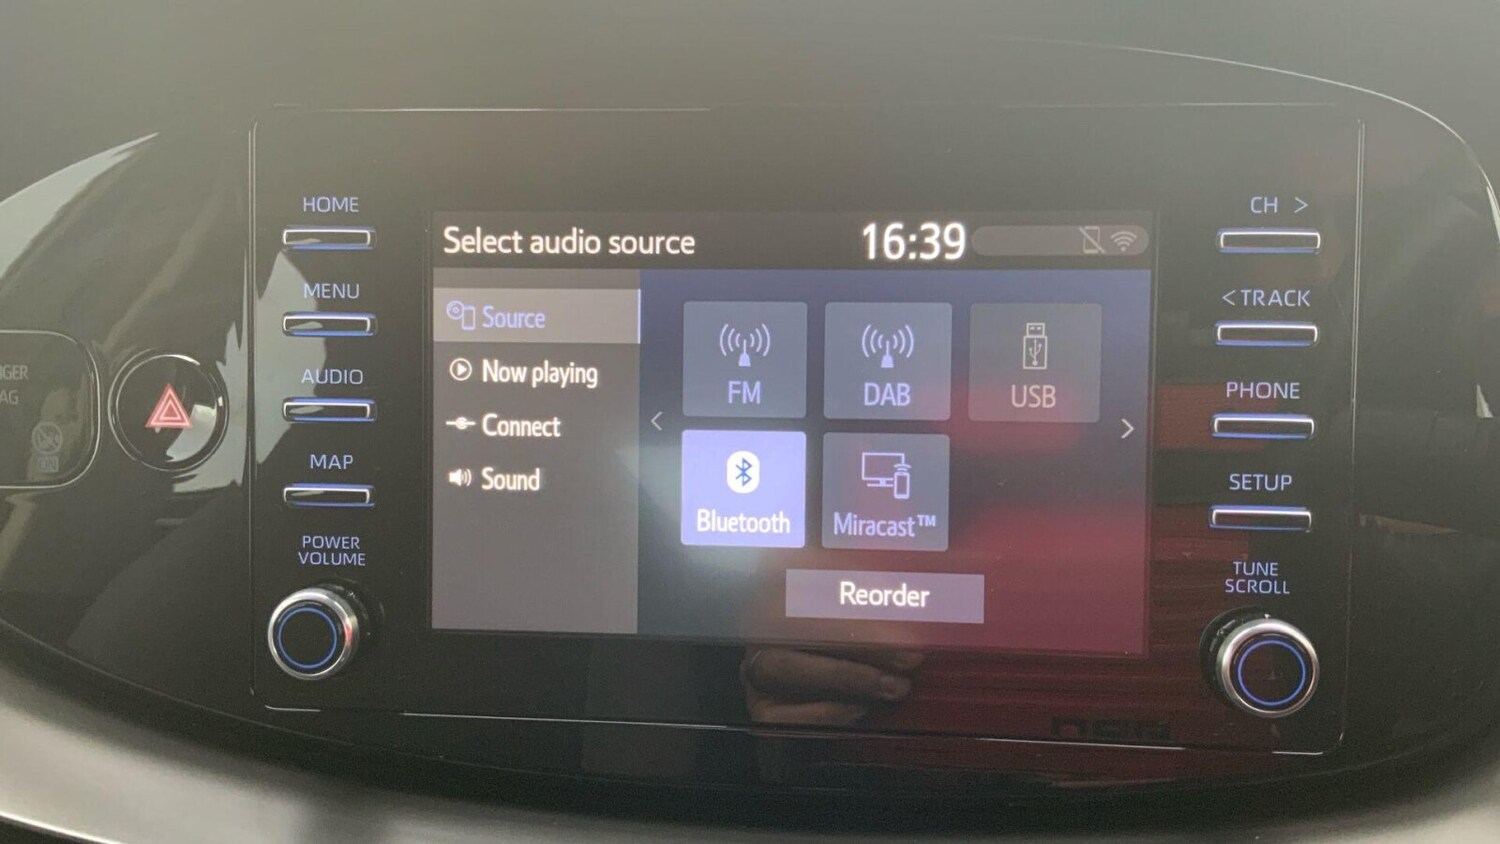 HOME
MENU
AUDIO
MAP
POWER
VOLUME
Select audio source
16:39
Source
Now playing
Connect
Sound
FM
DAB
USB
Bluetooth
Miracast™
Reorder
CH >
< TRACK
PHONE
SETUP
TUNE
SCROLL